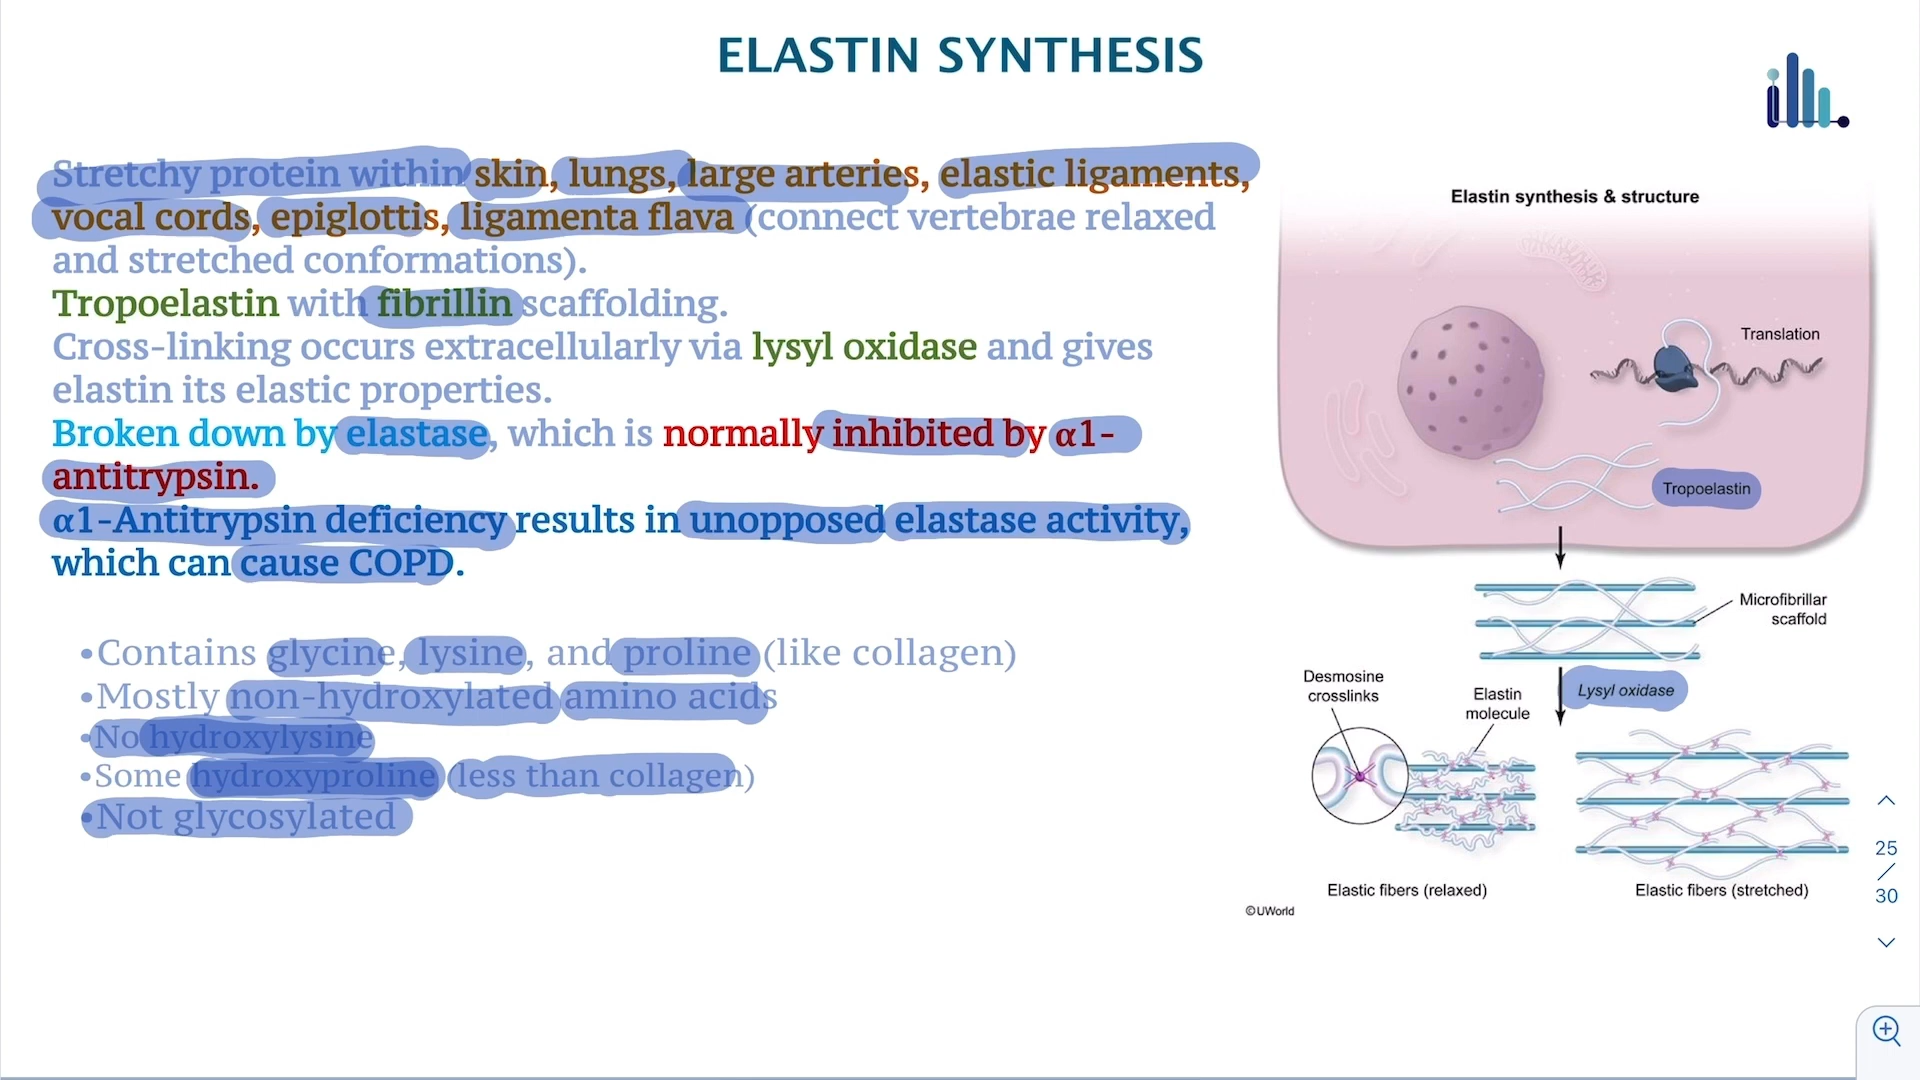 ELASTIN SYNTHESIS
Stretchy protein within skin, lungs, large arteries, elastic ligaments,
vocal cords, epiglottis, ligamenta flava (connect vertebrae relaxed
and stretched conformations).
Tropoelastin with fibrillin scaffolding.
Cross-linking occurs extracellularly via lysyl oxidase and gives
elastin its elastic properties.
Broken down by elastase, which is normally inhibited by α1-
antitrypsin.
α1-Antitrypsin deficiency results in unopposed elastase activity,
which can cause COPD.
•Contains glycine, lysine, and proline (like collagen)
•Mostly non-hydroxylated amino acids
•No hydroxylysine
•Some hydroxyproline (less than collagen)
•Not glycosylated
Elastin synthesis & structure
Translation
Tropoelastin
Microfibrillar
scaffold
Lysyl oxidase
Desmosine
crosslinks
Elastin
molecule
Elastic fibers (relaxed)
Elastic fibers (stretched)
©UWorld
25
/
30